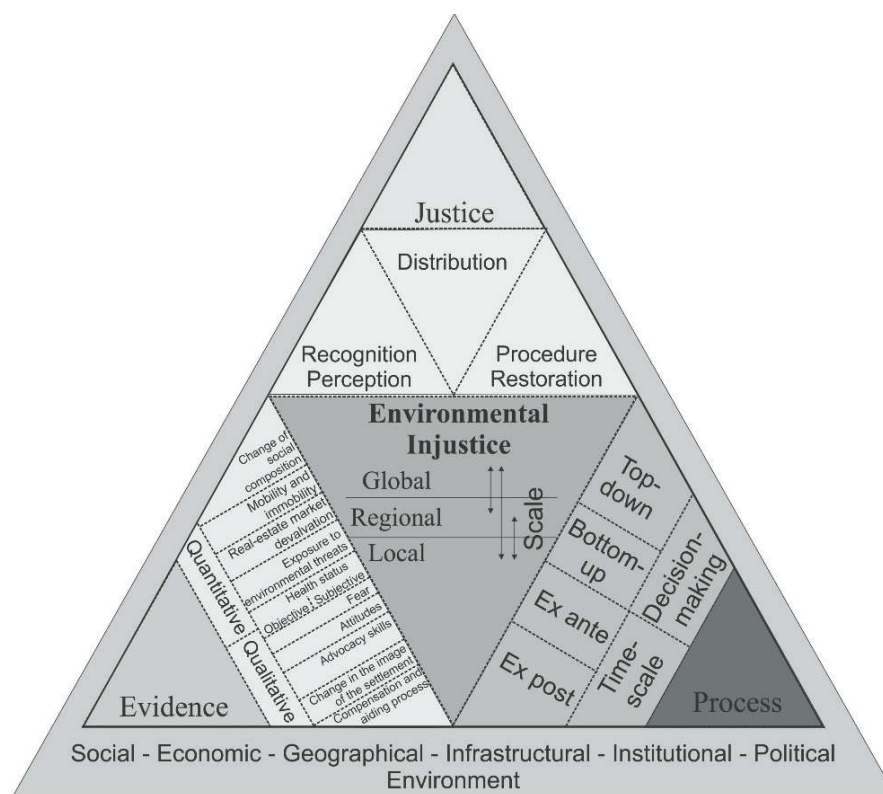 Justice
Distribution
Recognition
Perception
Procedure
Restoration
Environmental
Injustice
Global
Regional
Local
Scale
Change of
social
composition
Mobility and
immobility
Real-estate market
devalvation
Exposure to
environmental threats
Health status
Objective Subjective
Fear
Attitudes
Advocacy skills
Change in the image
of the settlement
Compensation and
aiding process
Quantitative
Qualitative
Evidence
Top-
down
Bottom-
up
Ex ante
Ex post
Decision-
making
Time-
scale
Process
Social - Economic - Geographical - Infrastructural - Institutional - Political
Environment